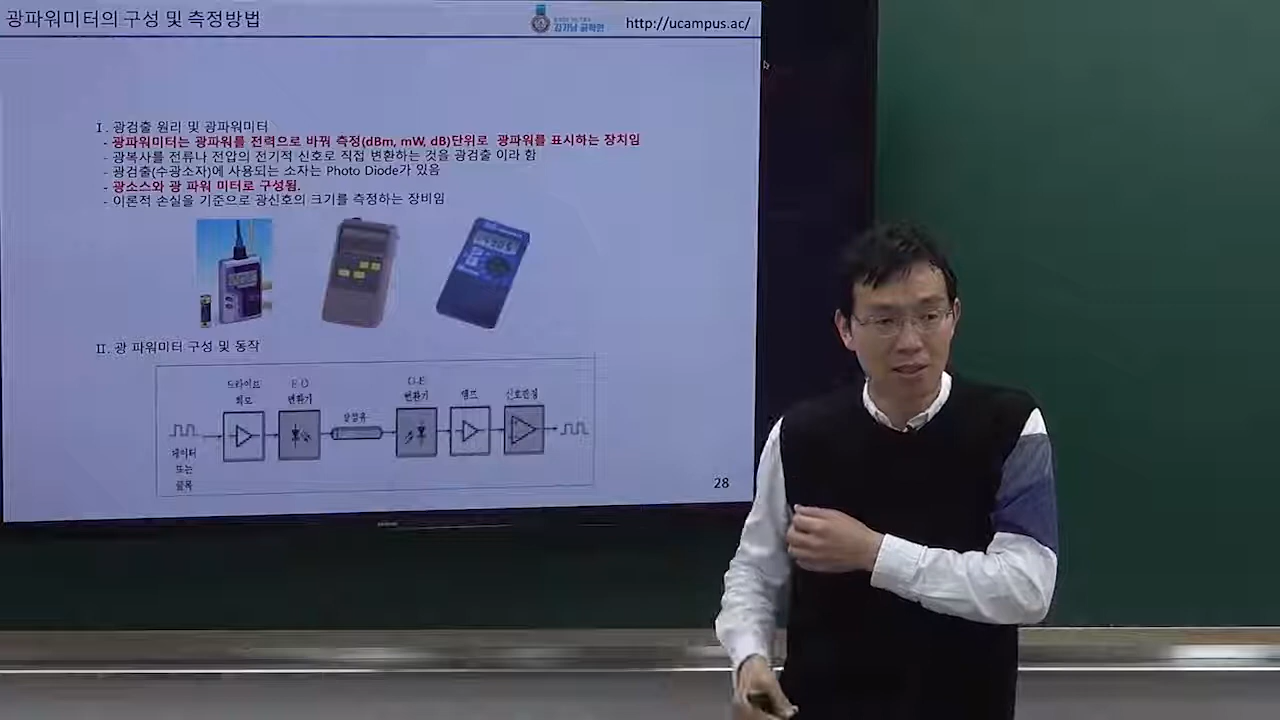 광파워미터의 구성 및 측정방법
김기남 공학원
http://ucampus.ac/
I. 광검출 원리 및 광파워미터
- 광파워미터는 광파워를 전력으로 바꿔 측정(dBm, mW, dB)단위로 광파워를 표시하는 장치임
- 광복사를 전류나 전압의 전기적 신호로 직접 변환하는 것을 광검출 이라 함
- 광검출(수광소자)에 사용되는 소자는 Photo Diode가 있음
- 광소스와 광 파워 미터로 구성됨.
- 이론적 손실을 기준으로 광신호의 크기를 측정하는 장비임
II. 광 파워미터 구성 및 동작
드라이브
회로
E/O
변환기
광섬유
O/E
변환기
앰프
신호판정
데이터
또는
클록
28